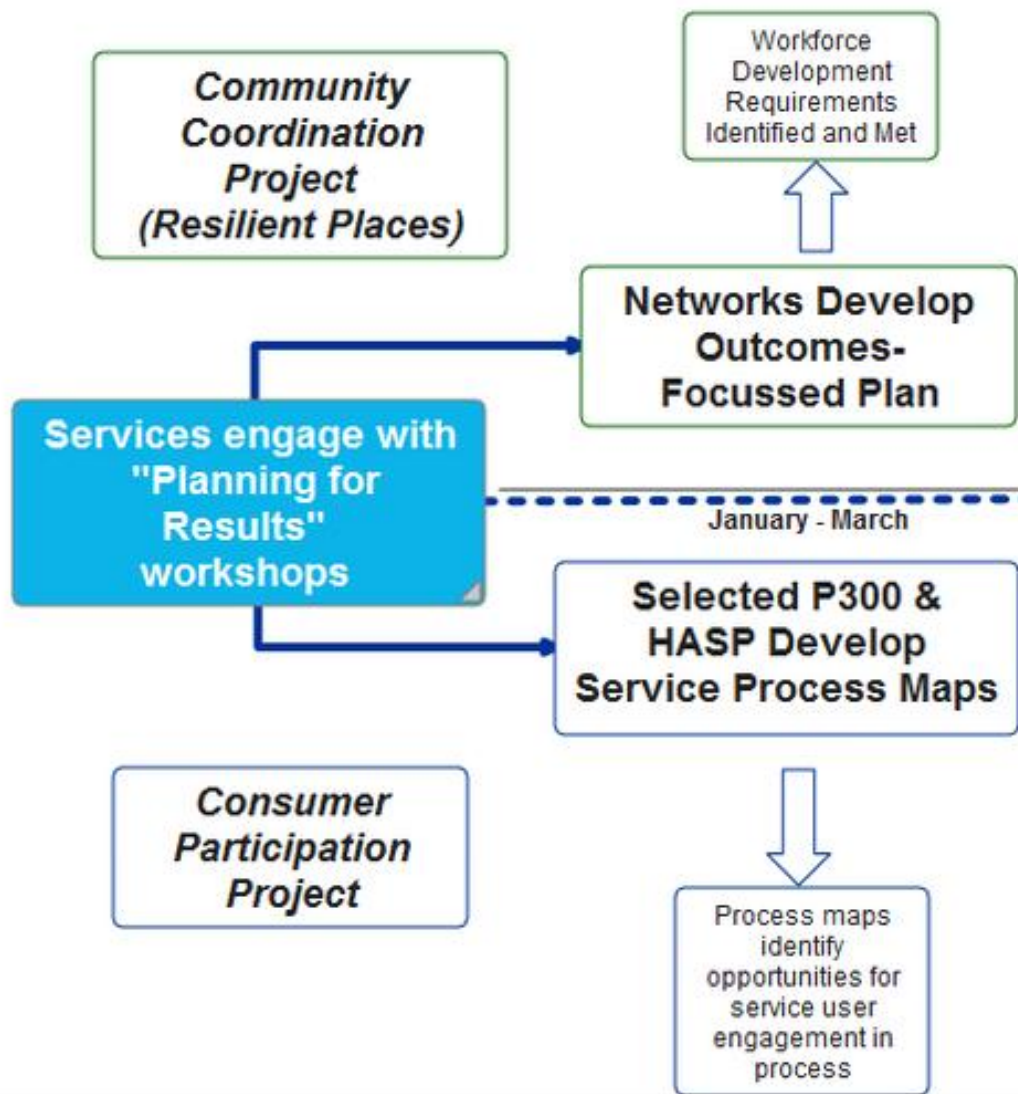 Community
Coordination
Project
(Resilient Places)
Workforce
Development
Requirements
Identified and Met
Networks Develop
Outcomes-
Focussed Plan
Services engage with
"Planning for
Results"
workshops
January - March
Selected P300 &
HASP Develop
Service Process Maps
Consumer
Participation
Project
Process maps
identify
opportunities for
service user
engagement in
process